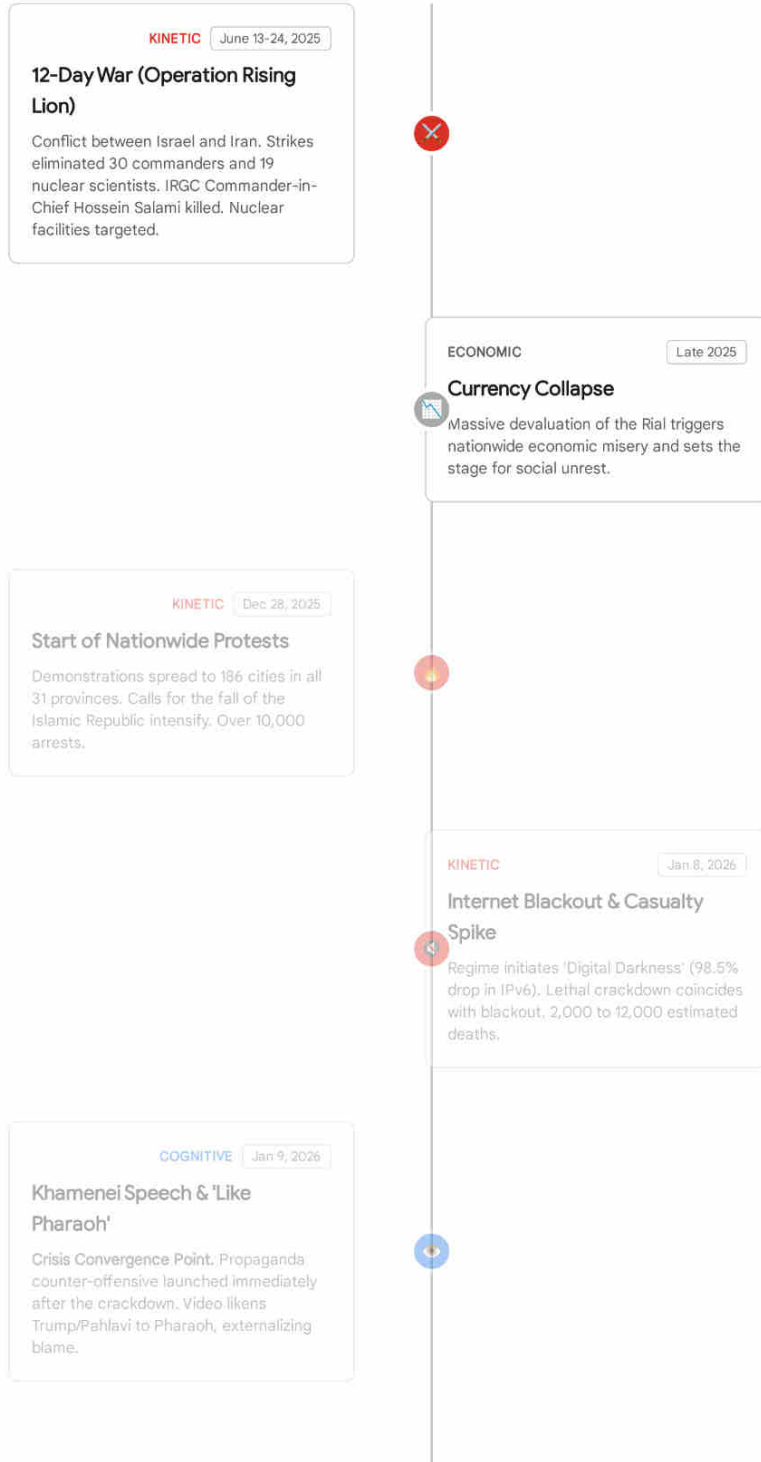 KINETIC June 13-24, 2025
12-Day War (Operation Rising
Lion)
Conflict between Israel and Iran. Strikes
eliminated 30 commanders and 19
nuclear scientists. IRGC Commander-in-
Chief Hossein Salami killed. Nuclear
facilities targeted.
ECONOMIC Late 2025
Currency Collapse
Massive devaluation of the Rial triggers
nationwide economic misery and sets the
stage for social unrest.
KINETIC Dec 28, 2025
Start of Nationwide Protests
Demonstrations spread to 186 cities in all
31 provinces. Calls for the fall of the
Islamic Republic intensify. Over 10,000
arrests.
KINETIC Jan 8, 2026
Internet Blackout & Casualty
Spike
Regime initiates 'Digital Darkness' (98.5%
drop in IPv6). Lethal crackdown coincides
with blackout. 2,000 to 12,000 estimated
deaths.
COGNITIVE Jan 9, 2026
Khamenei Speech & 'Like
Pharaoh'
Crisis Convergence Point. Propaganda
counter-offensive launched immediately
after the crackdown. Video likens
Trump/Pahlavi to Pharaoh, externalizing
blame.